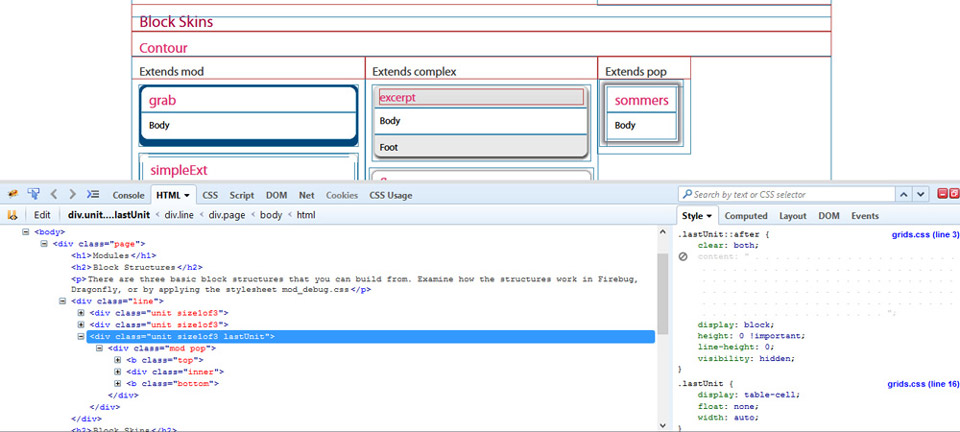 Block Skins
Contour
Extends mod
Extends complex
Extends pop
grab
Body
excerpt
Body
Foot
sommers
Body
simpleExt
Console HTML CSS Script DOM Net Cookies CSS Usage
Search by text or CSS selector
Edit div.unit....lastUnit < div.line < div.page < body < html
Style Computed Layout DOM Events
<body>
<div class="page">
<h1>Modules</h1>
<h2>Block Structures</h2>
<p>There are three basic block structures that you can build from. Examine how the structures work in Firebug,
Dragonfly, or by applying the stylesheet mod_debug.css</p>
<div class="line">
<div class="unit size1of3">
<div class="unit size1of3">
<div class="unit size1of3 lastUnit">
<div class="mod pop">
<b class="top">
<div class="inner">
<b class="bottom">
</div>
</div>
</div>
<h2>Block Skins</h2>
.lastUnit::after { grids.css (line 3)
clear: both;
content: " . . . . . . . . . . . . . . . . . .
";
display: block;
height: 0 !important;
line-height: 0;
visibility: hidden;
}
.lastUnit { grids.css (line 16)
display: table-cell;
float: none;
width: auto;
}